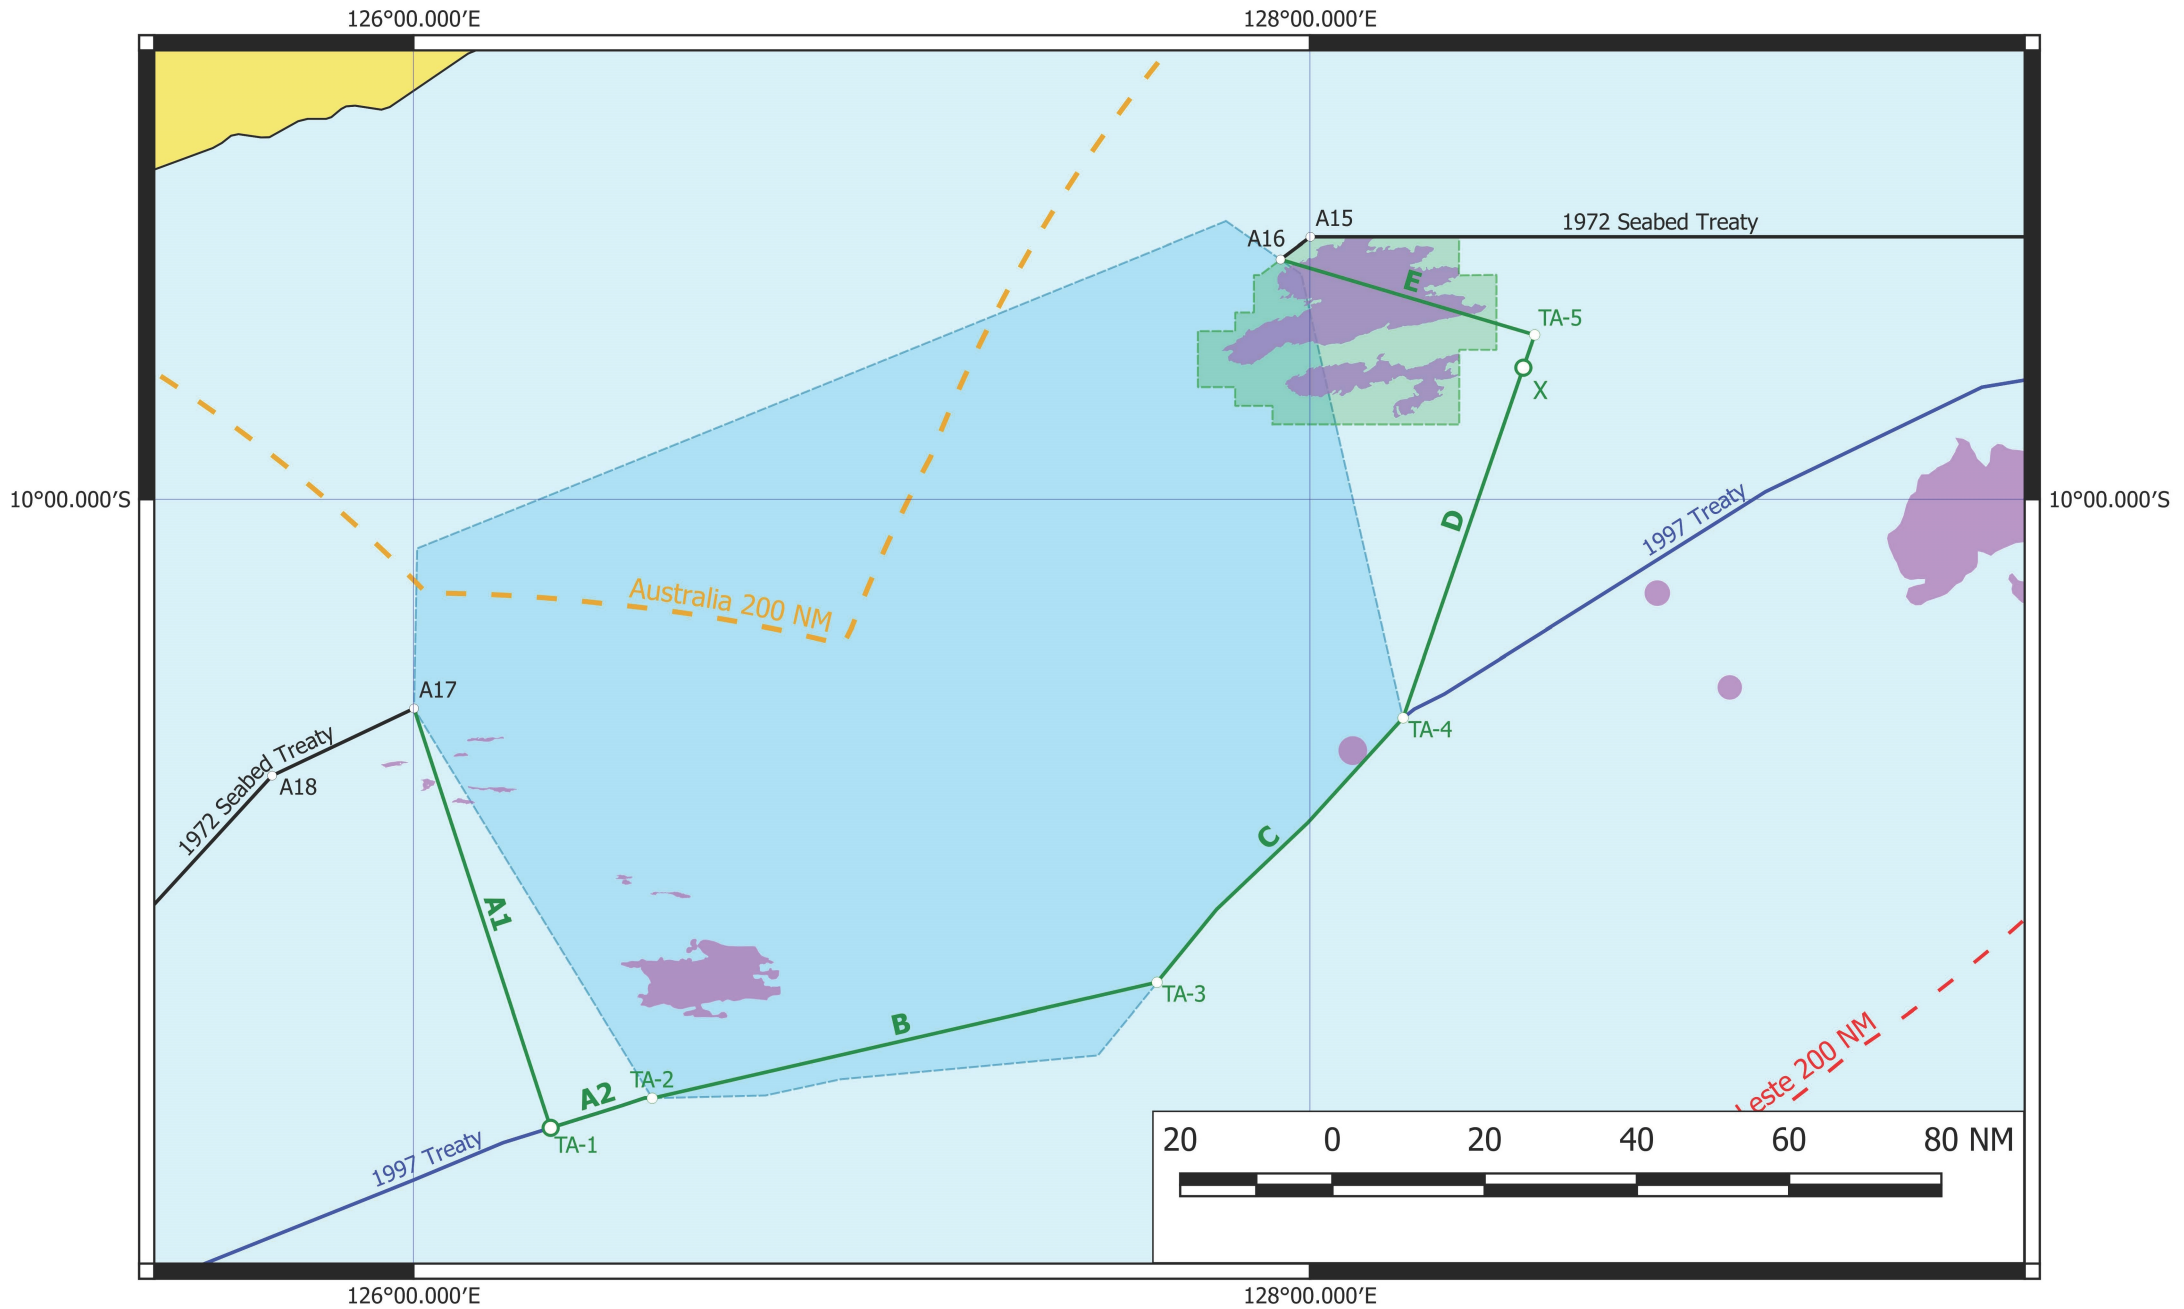 126°00.000'E
128°00.000'E
A15
1972 Seabed Treaty
A16
E
TA-5
X
10°00.000'S
10°00.000'S
D
1997 Treaty
Australia 200 NM
A17
TA-4
1972 Seabed Treaty
A18
C
A1
TA-3
B
Leste 200 NM
TA-2
A2
TA-1
1997 Treaty
20 0 20 40 60 80 NM
126°00.000'E
128°00.000'E